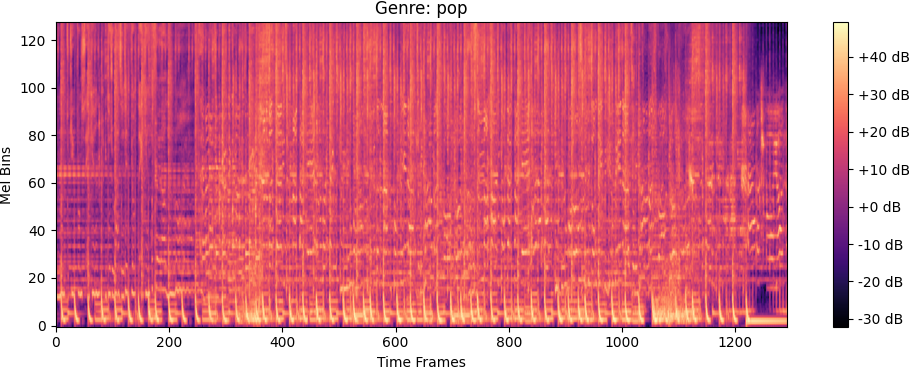 Genre: pop
Mel Bins
120
100
80
60
40
20
0
0 200 400 600 800 1000 1200
Time Frames
+40 dB
+30 dB
+20 dB
+10 dB
+0 dB
-10 dB
-20 dB
-30 dB